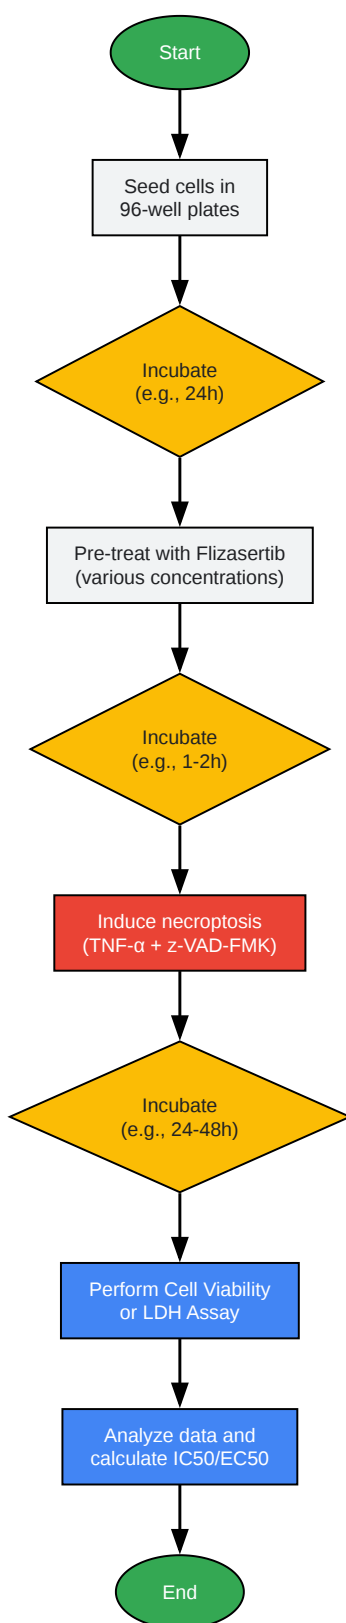 Start
Seed cells in
96-well plates
Incubate
(e.g., 24h)
Pre-treat with Flizasertib
(various concentrations)
Incubate
(e.g., 1-2h)
Induce necroptosis
(TNF-α + z-VAD-FMK)
Incubate
(e.g., 24-48h)
Perform Cell Viability
or LDH Assay
Analyze data and
calculate IC50/EC50
End